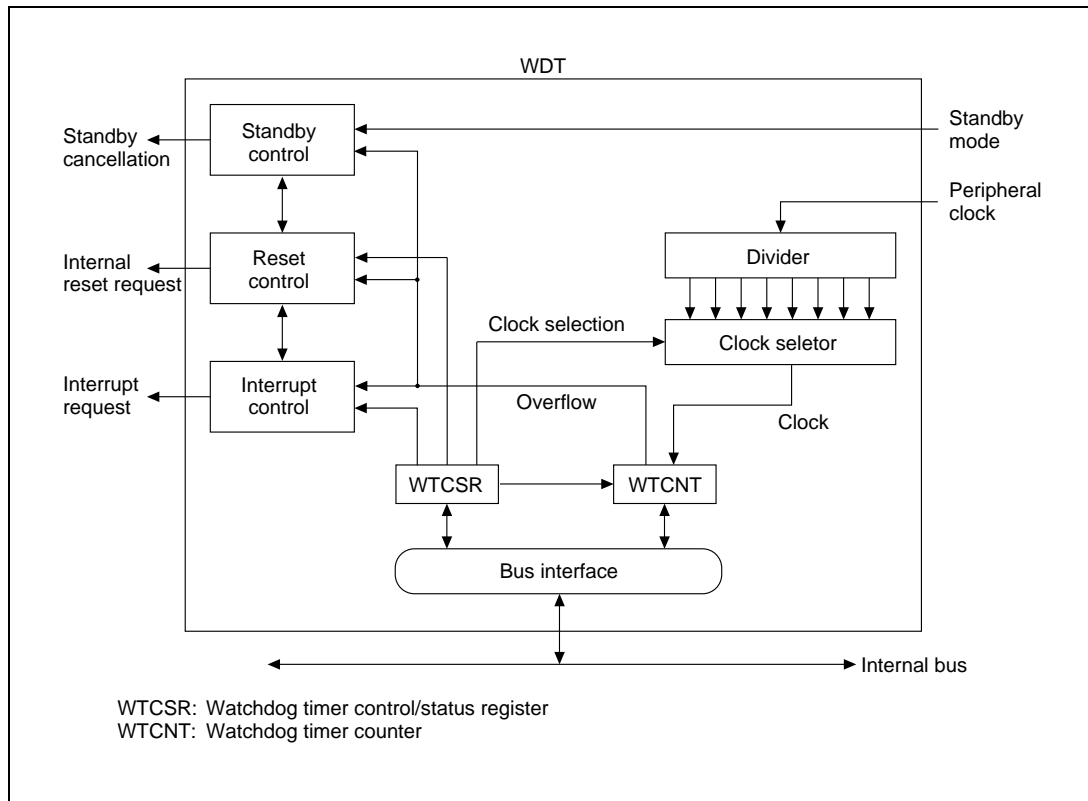 WDT
Standby
cancellation
Standby
control
Standby
mode
Peripheral
clock
Internal
reset request
Reset
control
Divider
Clock selection
Clock seletor
Interrupt
request
Interrupt
control
Overflow
Clock
WTCSR
WTCNT
Bus interface
Internal bus
WTCSR: Watchdog timer control/status register
WTCNT: Watchdog timer counter